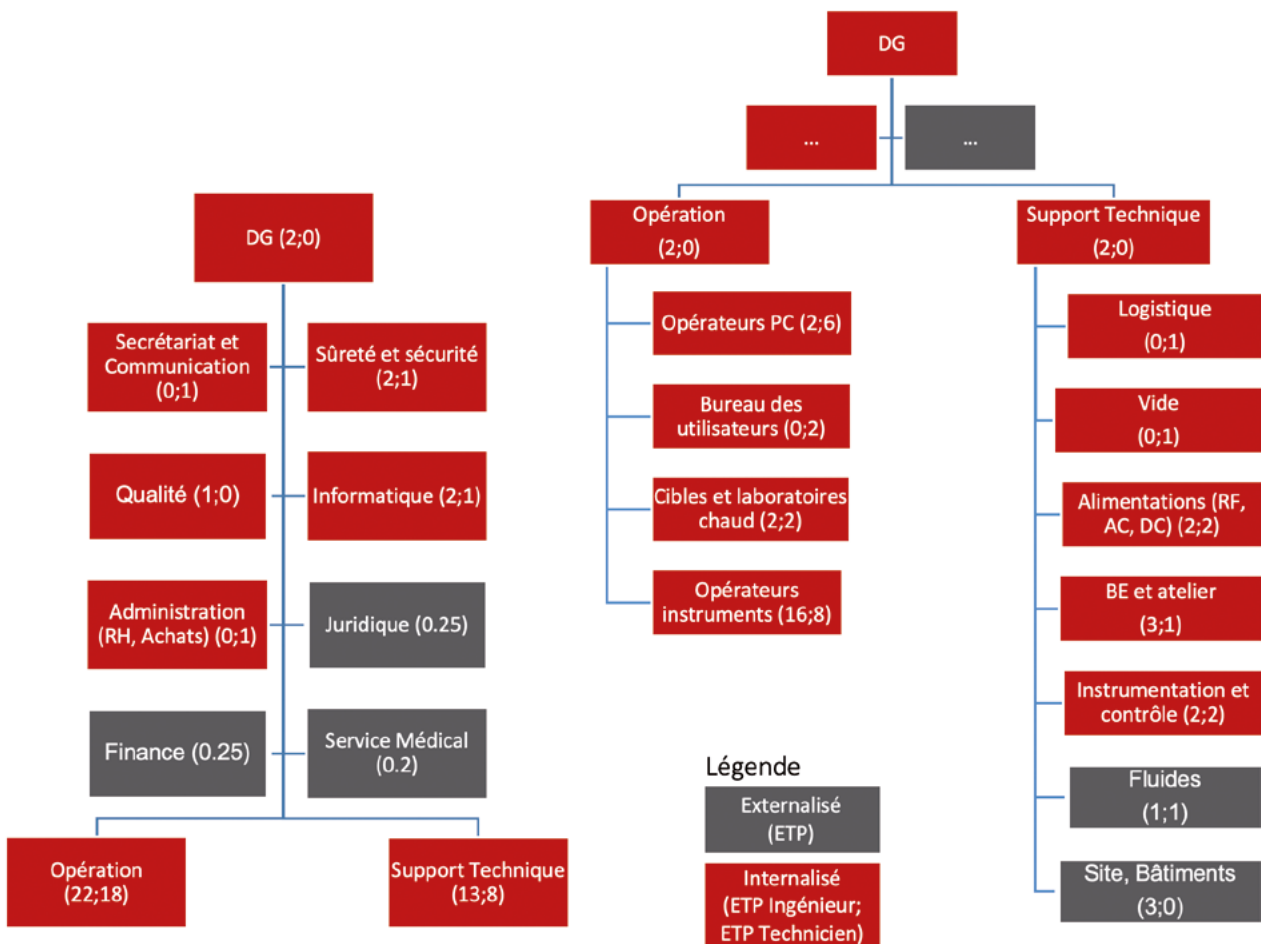 DG (2;0)
Secrétariat et
Communication
(0;1)
Sûreté et sécurité
(2;1)
Qualité (1;0)
Informatique (2;1)
Administration
(RH, Achats) (0;1)
Juridique (0.25)
Finance (0.25)
Service Médical
(0.2)
Opération
(22;18)
Support Technique
(13;8)
DG
...
...
Opération
(2;0)
Support Technique
(2;0)
Opérateurs PC (2;6)
Bureau des
utilisateurs (0;2)
Cibles et laboratoires
chaud (2;2)
Opérateurs
instruments (16;8)
Logistique
(0;1)
Vide
(0;1)
Alimentations (RF,
AC, DC) (2;2)
BE et atelier
(3;1)
Instrumentation et
contrôle (2;2)
Fluides
(1;1)
Site, Bâtiments
(3;0)
Légende
Externalisé
(ETP)
Internalisé
(ETP Ingénieur;
ETP Technicien)